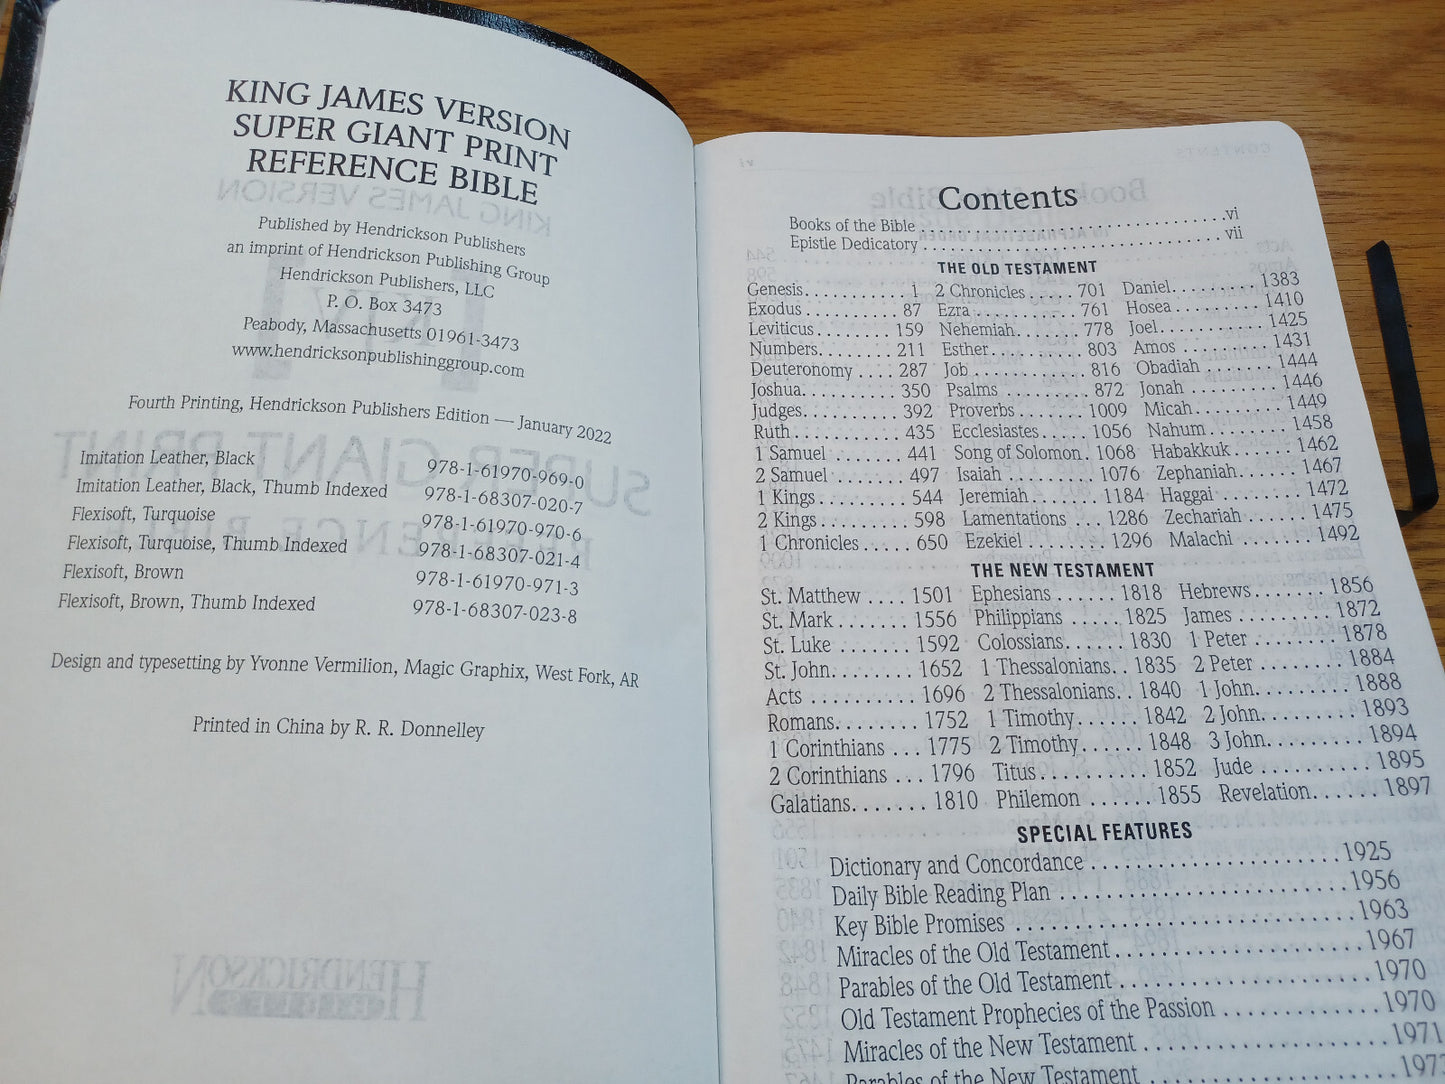 KING JAMES VERSION
SUPER GIANT PRINT
REFERENCE BIBLE
Published by Hendrickson Publishers
an imprint of Hendrickson Publishing Group
Hendrickson Publishers, LLC
P. O. Box 3473
Peabody, Massachusetts 01961-3473
www.hendricksonpublishinggroup.com
Fourth Printing, Hendrickson Publishers Edition — January 2022
Imitation Leather, Black 978-1-61970-969-0
Imitation Leather, Black, Thumb Indexed 978-1-68307-020-7
Flexisoft, Turquoise 978-1-61970-970-6
Flexisoft, Turquoise, Thumb Indexed 978-1-68307-021-4
Flexisoft, Brown 978-1-61970-971-3
Flexisoft, Brown, Thumb Indexed 978-1-68307-023-8
Design and typesetting by Yvonne Vermilion, Magic Graphix, West Fork, AR
Printed in China by R. R. Donnelley
Contents
Books of the Bible . . . . . . . . . . vi
Epistle Dedicatory . . . . . . . . . . vii
THE OLD TESTAMENT
Genesis. . . . . 1 2 Chronicles . . . . . 701 Daniel. . . . . 1383
Exodus . . . . . 87 Ezra . . . . . 761 Hosea . . . . . 1410
Leviticus . . . . . 159 Nehemiah. . . . . 778 Joel. . . . . 1425
Numbers. . . . . 211 Esther. . . . . 803 Amos . . . . . 1431
Deuteronomy . . . . 287 Job . . . . . 816 Obadiah . . . . . 1444
Joshua. . . . . 350 Psalms . . . . . 872 Jonah . . . . . 1446
Judges. . . . . 392 Proverbs . . . . . 1009 Micah. . . . . 1449
Ruth. . . . . 435 Ecclesiastes. . . . . 1056 Nahum . . . . . 1458
1 Samuel . . . . . 441 Song of Solomon . 1068 Habakkuk. . . . . 1462
2 Samuel . . . . . 497 Isaiah . . . . . 1076 Zephaniah. . . . . 1467
1 Kings . . . . . 544 Jeremiah . . . . . 1184 Haggai . . . . . 1472
2 Kings . . . . . 598 Lamentations . . . 1286 Zechariah . . . . . 1475
1 Chronicles . . . . . 650 Ezekiel . . . . . 1296 Malachi . . . . . 1492
THE NEW TESTAMENT
St. Matthew . . . . 1501 Ephesians . . . . . 1818 Hebrews. . . . . 1856
St. Mark . . . . . 1556 Philippians . . . . . 1825 James . . . . . 1872
St. Luke . . . . . 1592 Colossians. . . . . 1830 1 Peter . . . . . 1878
St. John. . . . . 1652 1 Thessalonians. . 1835 2 Peter . . . . . 1884
Acts . . . . . 1696 2 Thessalonians. . 1840 1 John. . . . . 1888
Romans. . . . . 1752 1 Timothy. . . . . 1842 2 John. . . . . 1893
1 Corinthians . . . 1775 2 Timothy. . . . . 1848 3 John. . . . . 1894
2 Corinthians . . . 1796 Titus . . . . . 1852 Jude . . . . . 1895
Galatians. . . . . 1810 Philemon . . . . . 1855 Revelation. . . . . 1897
SPECIAL FEATURES
Dictionary and Concordance . . . . . . . . . . 1925
Daily Bible Reading Plan . . . . . . . . . . 1956
Key Bible Promises . . . . . . . . . . 1963
Miracles of the Old Testament . . . . . . . . . . 1967
Parables of the Old Testament . . . . . . . . . . 1970
Old Testament Prophecies of the Passion . . . . . . . . . . 1970
Miracles of the New Testament . . . . . . . . . . 1971
Parables of the New Testament . . . . . . . . . .